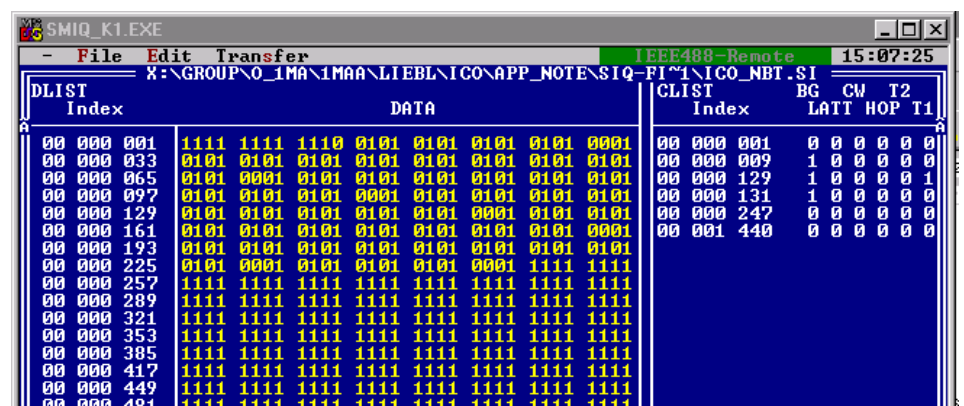 SMIQ_K1.EXE
- File Edit Transfer IEEE488-Remote 15:07:25
X:\GROUP\O_1MA\1MAA\LIEBL\ICO\APP_NOTE\SIQ-FI~1\ICO_NBT.SI
DLIST CLIST BG CW T2
Index DATA Index LATT HOP T1
00 000 001 1111 1111 1110 0101 0101 0101 0101 0001 00 000 001 0 0 0 0 0 0
00 000 033 0101 0101 0101 0101 0101 0101 0101 0101 00 000 009 1 0 0 0 0 0
00 000 065 0101 0001 0101 0101 0101 0101 0101 0101 00 000 129 1 0 0 0 0 1
00 000 097 0101 0101 0101 0001 0101 0101 0101 0101 00 000 131 1 0 0 0 0 0
00 000 129 0101 0101 0101 0101 0101 0001 0101 0101 00 000 247 0 0 0 0 0 0
00 000 161 0101 0101 0101 0101 0101 0101 0101 0001 00 001 440 0 0 0 0 0 0
00 000 193 0101 0101 0101 0101 0101 0101 0101 0101
00 000 225 0101 0001 0101 0101 0101 0001 1111 1111
00 000 257 1111 1111 1111 1111 1111 1111 1111 1111
00 000 289 1111 1111 1111 1111 1111 1111 1111 1111
00 000 321 1111 1111 1111 1111 1111 1111 1111 1111
00 000 353 1111 1111 1111 1111 1111 1111 1111 1111
00 000 385 1111 1111 1111 1111 1111 1111 1111 1111
00 000 417 1111 1111 1111 1111 1111 1111 1111 1111
00 000 449 1111 1111 1111 1111 1111 1111 1111 1111
00 000 481 1111 1111 1111 1111 1111 1111 1111 1111